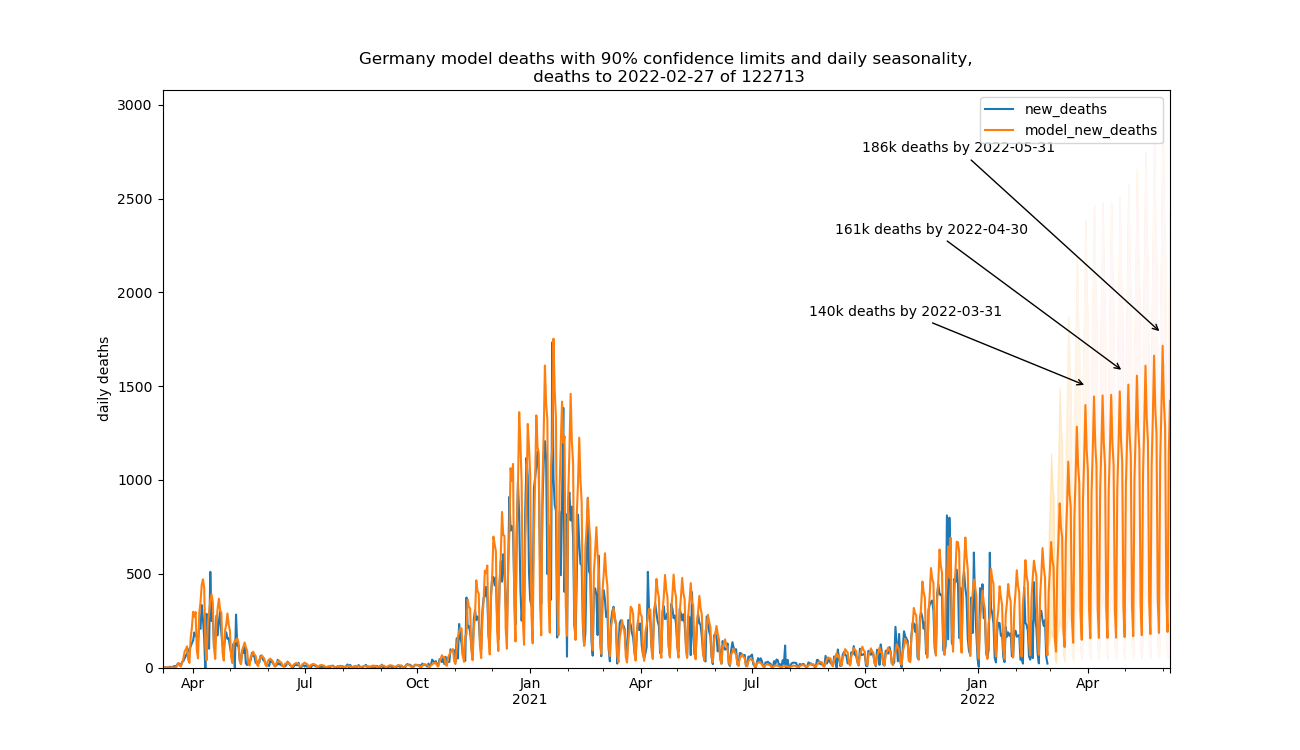 Germany model deaths with 90% confidence limits and daily seasonality,
deaths to 2022-02-27 of 122713
new_deaths
model_new_deaths
186k deaths by 2022-05-31
161k deaths by 2022-04-30
140k deaths by 2022-03-31
daily deaths
3000
2500
2000
1500
1000
500
0
Apr Jul Oct Jan Apr Jul Oct Jan Apr
2021 2022